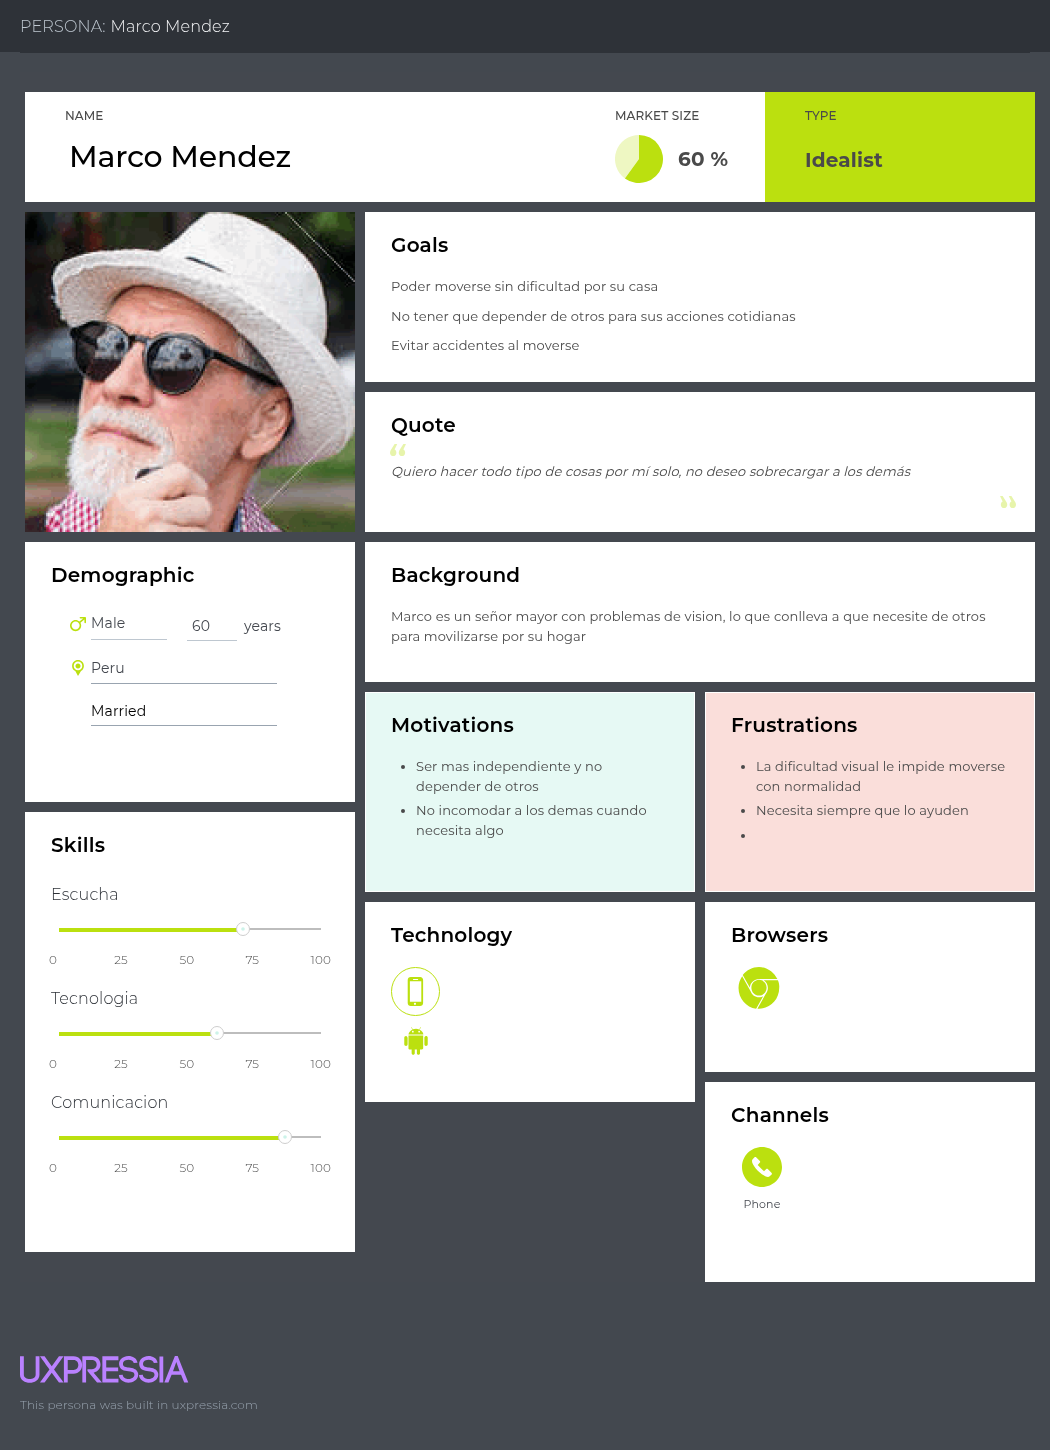 PERSONA: Marco Mendez
NAME
Marco Mendez
MARKET SIZE
60 %
TYPE
Idealist
Goals
Poder moverse sin dificultad por su casa
No tener que depender de otros para sus acciones cotidianas
Evitar accidentes al moverse
Quote
“
Quiero hacer todo tipo de cosas por mí solo, no deseo sobrecargar a los demás
”
Demographic
Male 60 years
Peru
Married
Background
Marco es un señor mayor con problemas de vision, lo que conlleva a que necesite de otros
para movilizarse por su hogar
Motivations
• Ser mas independiente y no
depender de otros
• No incomodar a los demas cuando
necesita algo
Frustrations
• La dificultad visual le impide moverse
con normalidad
• Necesita siempre que lo ayuden
•
Skills
Escucha
0 25 50 75 100
Tecnologia
0 25 50 75 100
Comunicacion
0 25 50 75 100
Technology
Browsers
Channels
Phone
UXPRESSIA
This persona was built in uxpressia.com